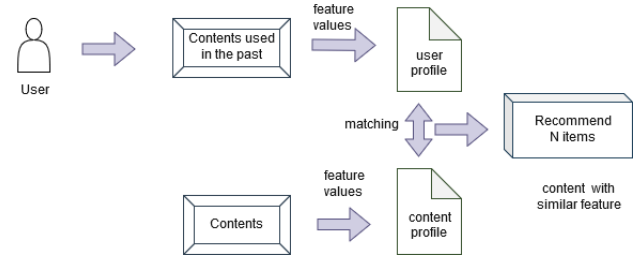 User
Contents used
in the past
feature
values
user
profile
matching
Recommend
N items
content with
similar feature
Contents
feature
values
content
profile